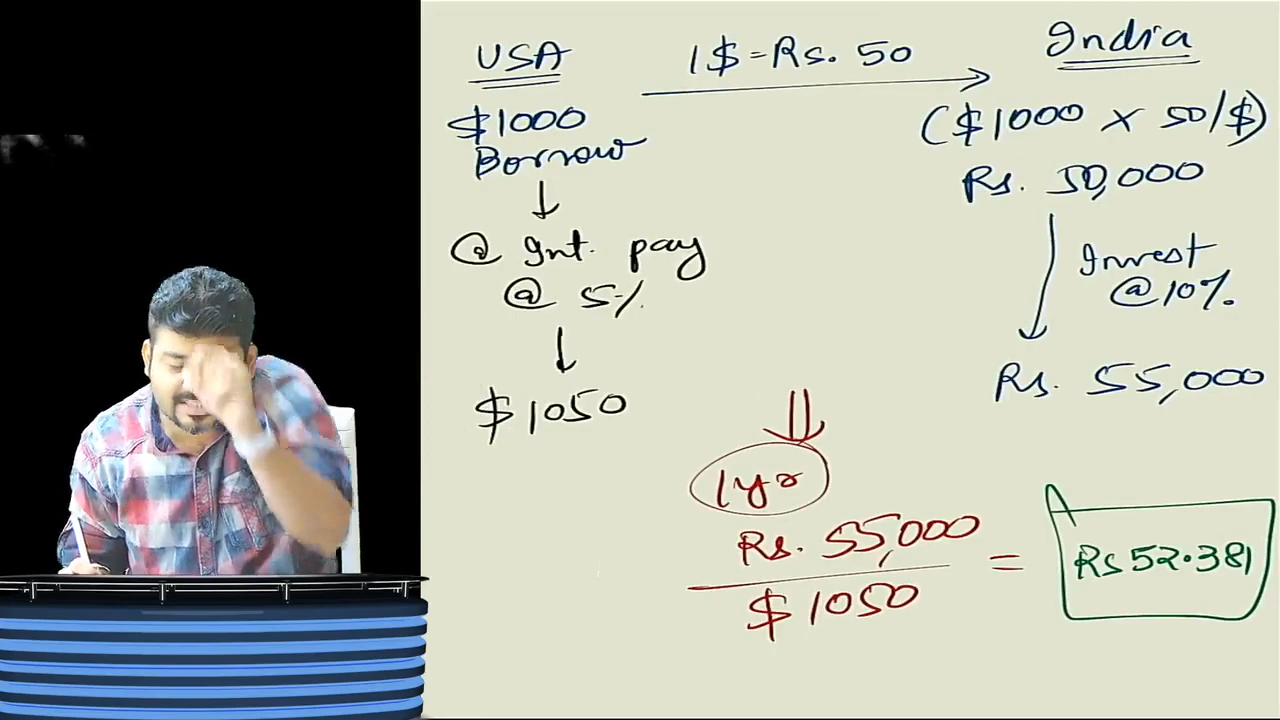 USA
1$ = Rs. 50
India
$1000
Borrow
($1000 × 50/$)
Rs. 50,000
@ Int. pay
@ 5%
Invest
@ 10%
$1050
Rs. 55,000
1yr
Rs. 55,000
$1050
=
Rs 52.381